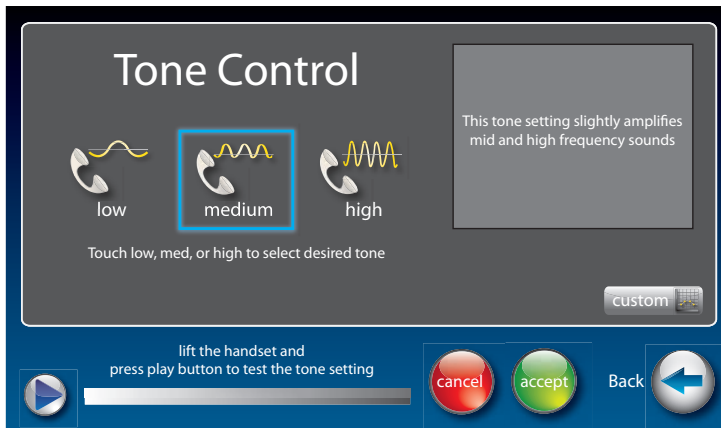 Tone Control
This tone setting slightly amplifies
mid and high frequency sounds
low
medium
high
Touch low, med, or high to select desired tone
custom
lift the handset and
press play button to test the tone setting
cancel
accept
Back